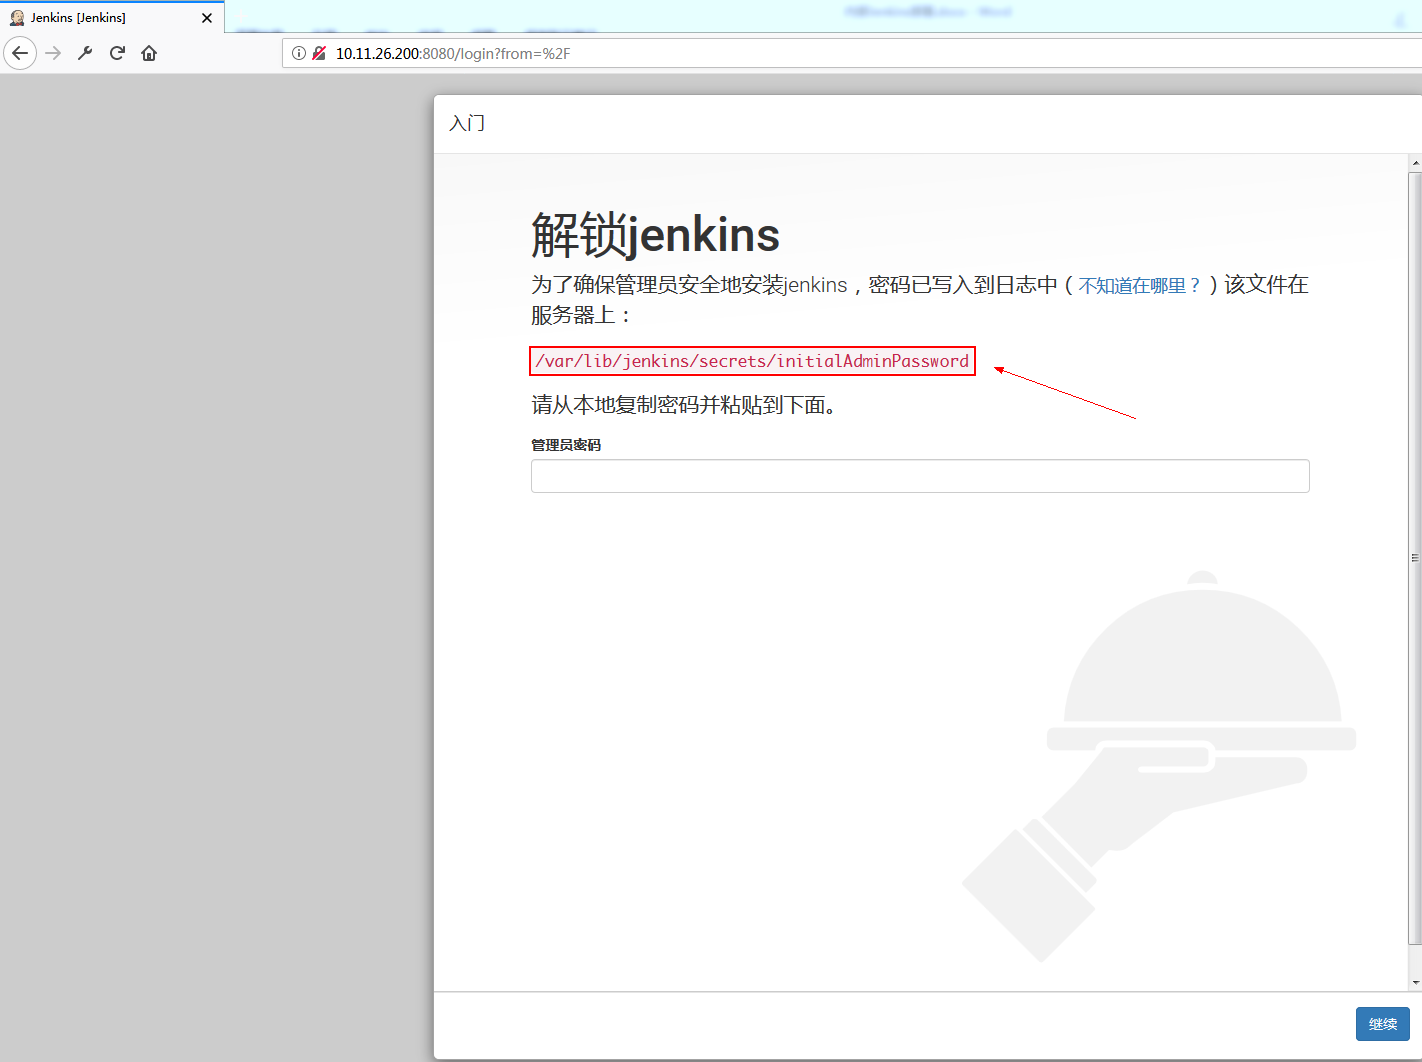 Jenkins [Jenkins]
10.11.26.200:8080/login?from=%2F
入门
解锁jenkins
为了确保管理员安全地安装jenkins，密码已写入到日志中（不知道在哪里？）该文件在
服务器上：
/var/lib/jenkins/secrets/initialAdminPassword
请从本地复制密码并粘贴到下面。
管理员密码
继续